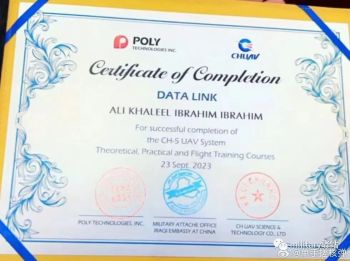 POLY
TECHNOLOGIES INC.
CHUAV
Certificate of Completion
DATA LINK
ALI KHALEEL IBRAHIM IBRAHIM
For successful completion of
the CH-5 UAV System
Theoretical, Practical and Flight Training Courses
23 Sept. 2023
POLY TECHNOLOGIES, INC.
MILITARY ATTACHE OFFICE
IRAQI EMBASSY AT CHINA
CH UAV SCIENCE &
TECHNOLOGY CO., LTD